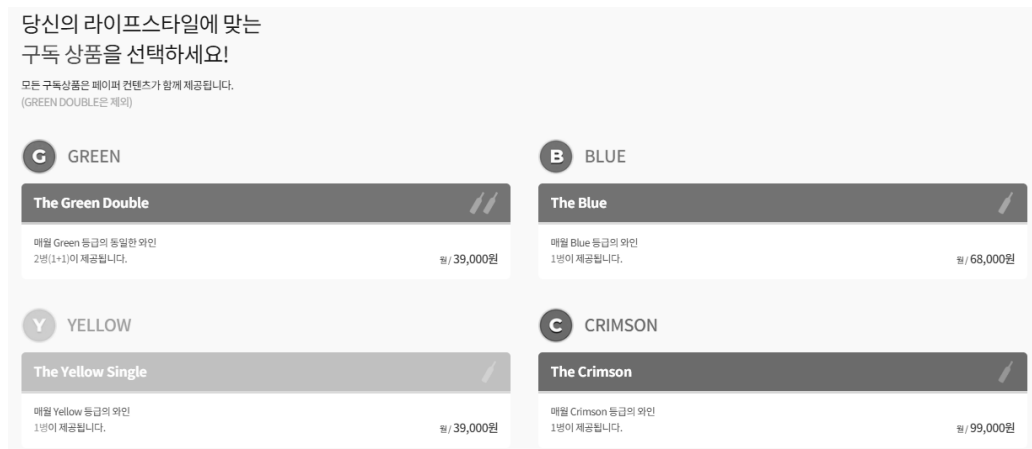 당신의 라이프스타일에 맞는
구독 상품을 선택하세요!
모든 구독상품은 페이퍼 컨텐츠가 함께 제공됩니다.
(GREEN DOUBLE은 제외)
G GREEN
The Green Double
매월 Green 등급의 동일한 와인
2병(1+1)이 제공됩니다.
월/ 39,000원
B BLUE
The Blue
매월 Blue 등급의 와인
1병이 제공됩니다.
월/ 68,000원
Y YELLOW
The Yellow Single
매월 Yellow 등급의 와인
1병이 제공됩니다.
월/ 39,000원
C CRIMSON
The Crimson
매월 Crimson 등급의 와인
1병이 제공됩니다.
월/ 99,000원